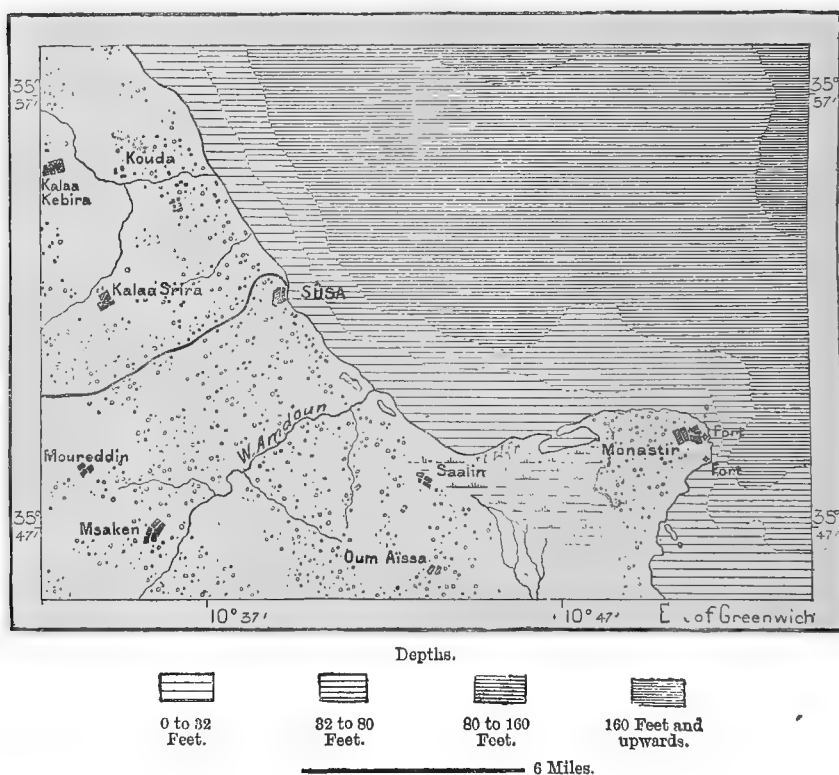 35°
57′
35°
57′
Kouda
Kalaa
Kebira
Kalaa Srira
SÛSA
W. Amdoun
Moureddin
Monastir
Fort
Fort
Saalin
Msaken
35°
47′
35°
47′
Oum Aïssa
10° 37′
10° 47′
E. of Greenwich
Depths.
0 to 32
Feet.
32 to 80
Feet.
80 to 160
Feet.
160 Feet and
upwards.
6 Miles.